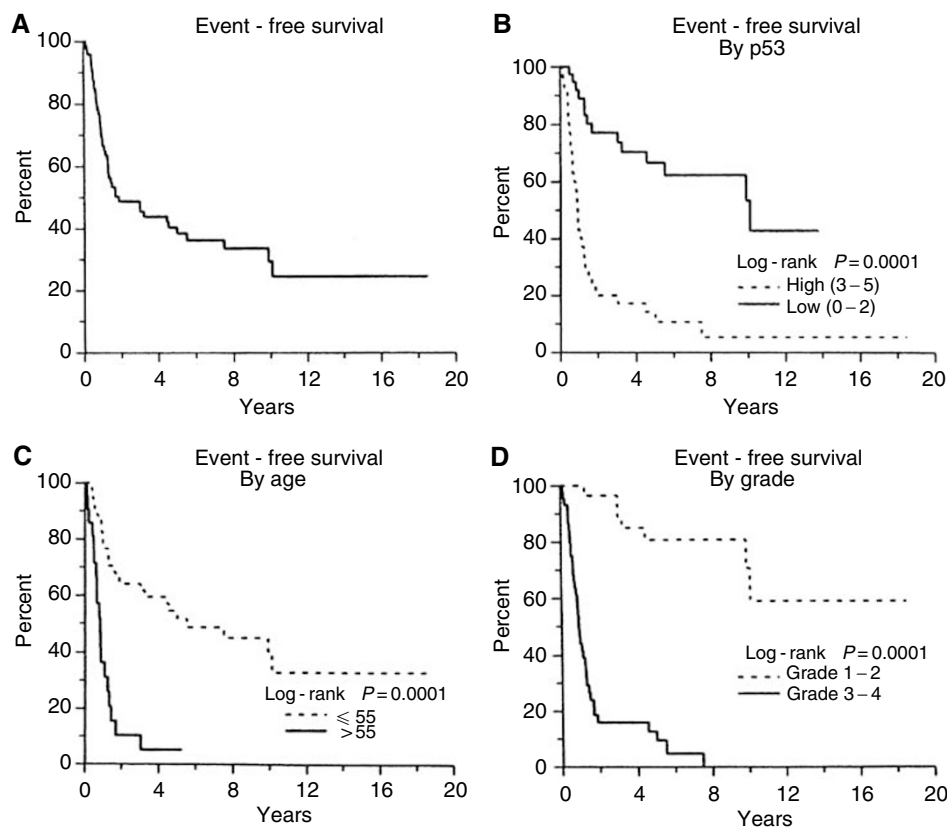 A
Event - free survival
100
80
60
40
20
0
Percent
0 4 8 12 16 20
Years
B
Event - free survival
By p53
100
80
60
40
20
0
Percent
Log - rank P = 0.0001
High (3 – 5)
Low (0 – 2)
0 4 8 12 16 20
Years
C
Event - free survival
By age
100
80
60
40
20
0
Percent
Log - rank P = 0.0001
⩽ 55
> 55
0 4 8 12 16 20
Years
D
Event - free survival
By grade
100
80
60
40
20
0
Percent
Log - rank P = 0.0001
Grade 1 – 2
Grade 3 – 4
0 4 8 12 16 20
Years